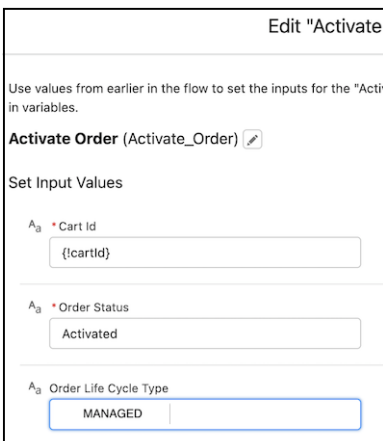 Edit "Activate
Use values from earlier in the flow to set the inputs for the "Acti
in variables.
Activate Order (Activate_Order)
Set Input Values
Aa * Cart Id
{!cartId}
Aa * Order Status
Activated
Aa Order Life Cycle Type
MANAGED